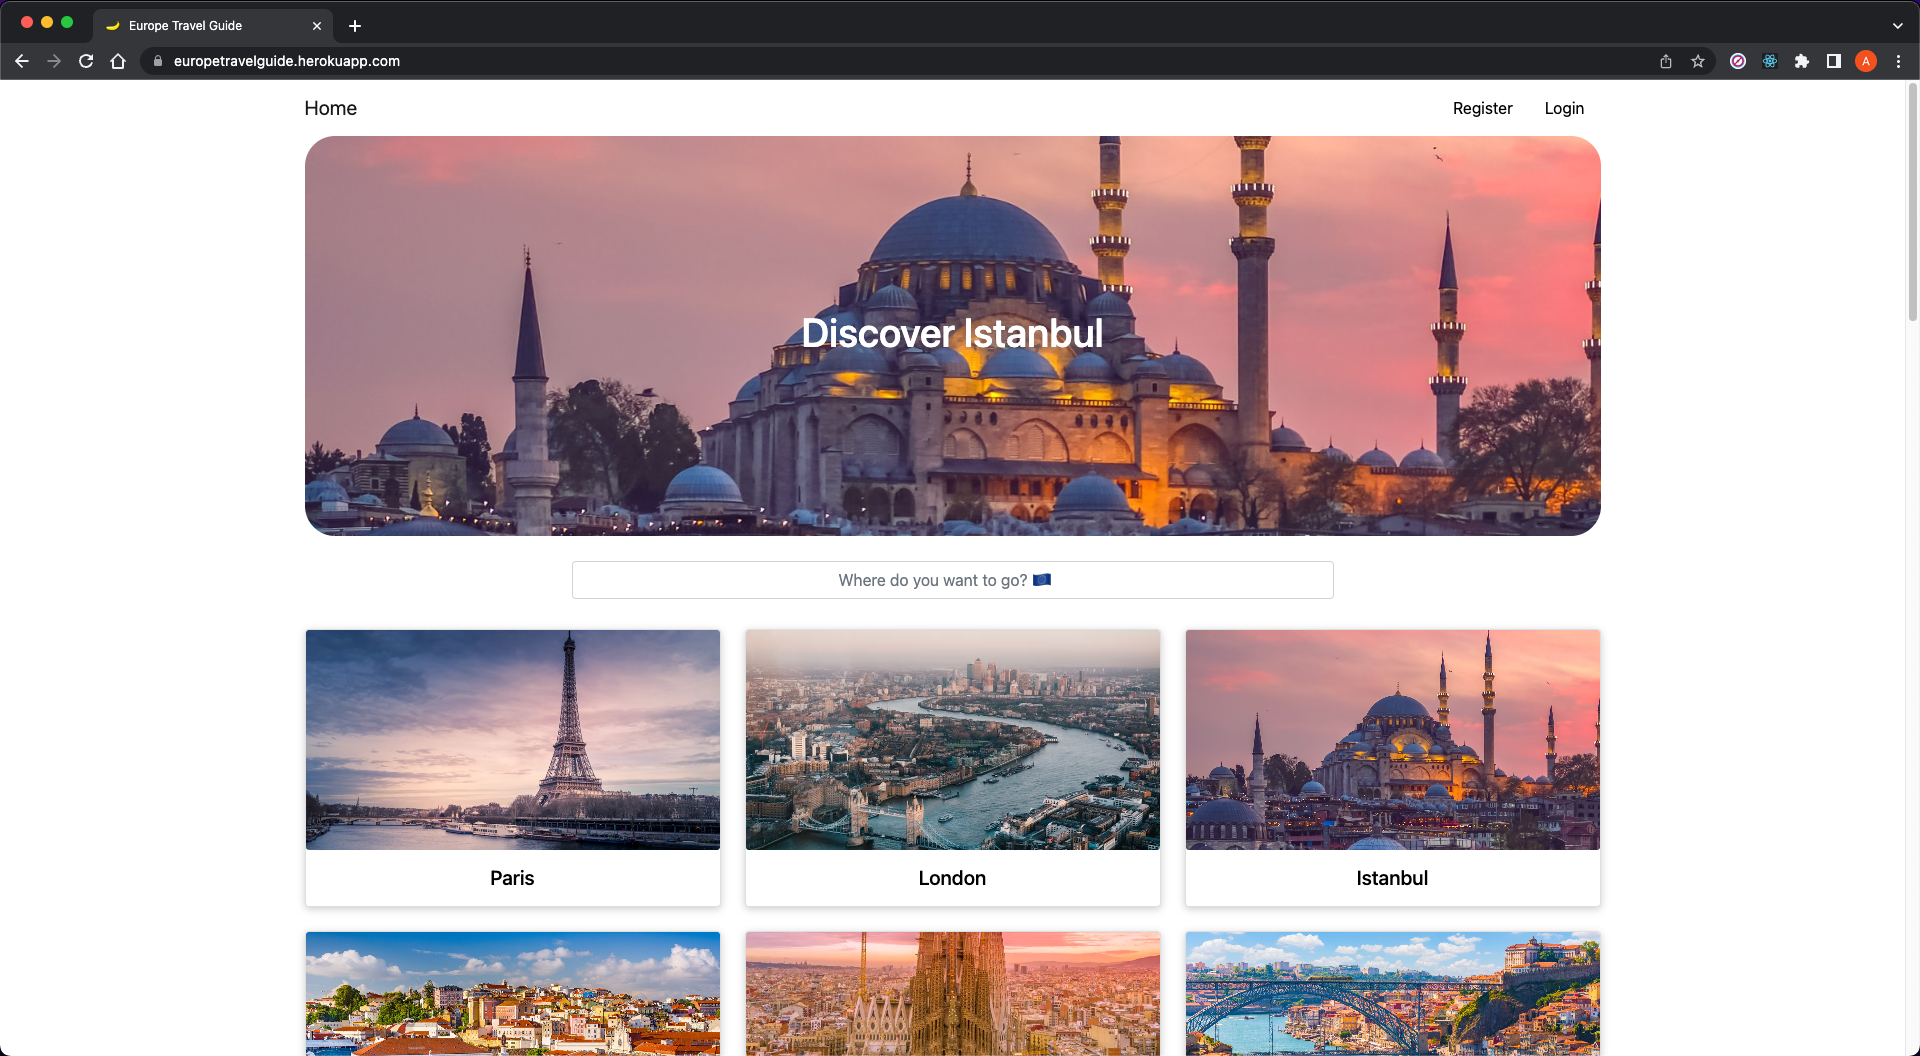 Europe Travel Guide
europetravelguide.herokuapp.com
A
Home
Register
Login
Discover Istanbul
Where do you want to go? 🇪🇺
Paris
London
Istanbul